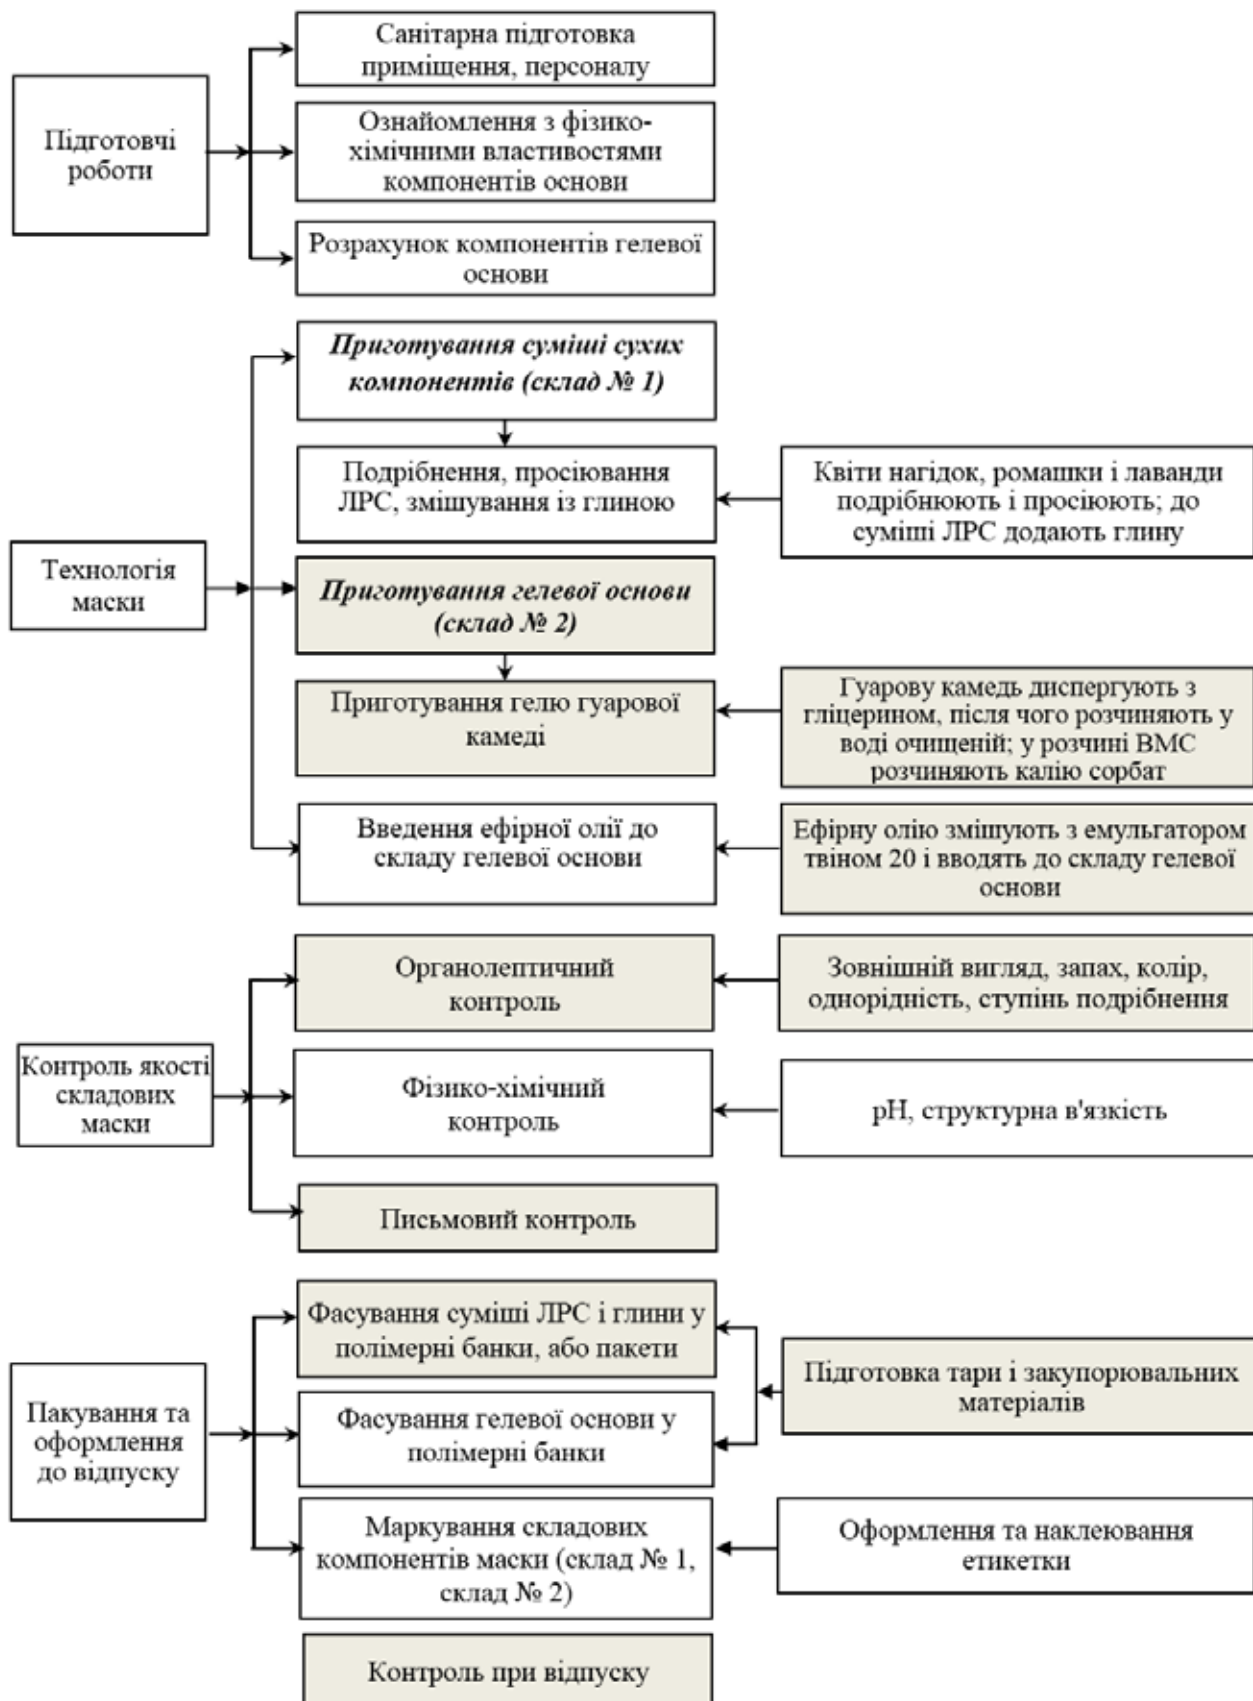 Санітарна підготовка
приміщення, персоналу
Підготовчі
роботи
Ознайомлення з фізико-
хімічними властивостями
компонентів основи
Розрахунок компонентів гелевої
основи
Приготування суміші сухих
компонентів (склад № 1)
Подрібнення, просіювання
ЛРС, змішування із глиною
Квіти нагідок, ромашки і лаванди
подрібнюють і просіюють; до
суміші ЛРС додають глину
Технологія
маски
Приготування гелевої основи
(склад № 2)
Приготування гелю гуарової
камеді
Гуарову камедь диспергують з
гліцерином, після чого розчиняють у
воді очищеній; у розчині ВМС
розчиняють калію сорбат
Введення ефірної олії до
складу гелевої основи
Ефірну олію змішують з емульгатором
твіном 20 і вводять до складу гелевої
основи
Органолептичний
контроль
Зовнішній вигляд, запах, колір,
однорідність, ступінь подрібнення
Контроль якості
складових
маски
Фізико-хімічний
контроль
рН, структурна в'язкість
Письмовий контроль
Фасування суміші ЛРС і глини у
полімерні банки, або пакети
Підготовка тари і закупорювальних
матеріалів
Пакування та
оформлення
до відпуску
Фасування гелевої основи у
полімерні банки
Маркування складових
компонентів маски (склад № 1,
склад № 2)
Оформлення та наклеювання
етикетки
Контроль при відпуску